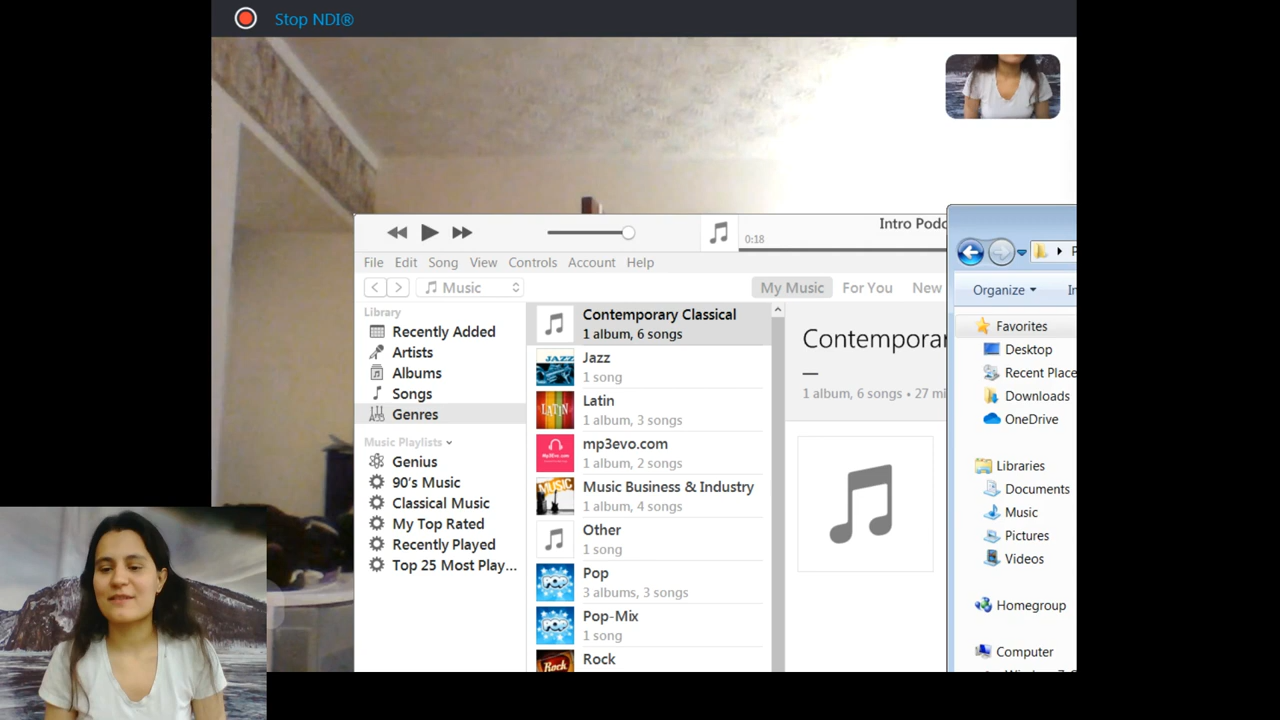 Stop NDI®
Intro Podc
0:18
File Edit Song View Controls Account Help
Music
My Music For You New
Library
Recently Added
Artists
Albums
Songs
Genres
Music Playlists
Genius
90's Music
Classical Music
My Top Rated
Recently Played
Top 25 Most Play...
Contemporary Classical
1 album, 6 songs
JAZZ
Jazz
1 song
LATIN
Latin
1 album, 3 songs
mp3evo.com
1 album, 2 songs
MUSIC
Music Business & Industry
1 album, 4 songs
Other
1 song
POP
Pop
3 albums, 3 songs
POP
Pop-Mix
1 song
Rock
Rock
Contemporar
1 album, 6 songs • 27 mi
P
Organize
In
Favorites
Desktop
Recent Place
Downloads
OneDrive
Libraries
Documents
Music
Pictures
Videos
Homegroup
Computer